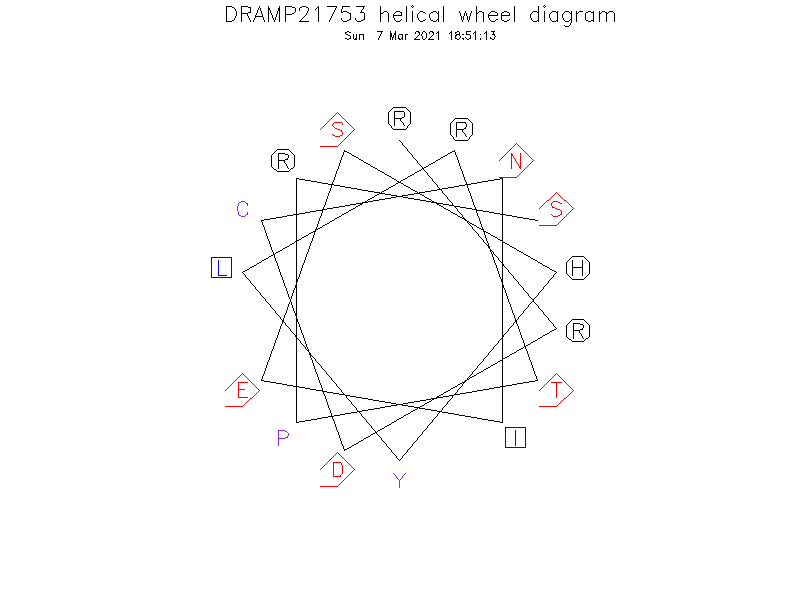 DRAMP21753 helical wheel diagram
Sun 7 Mar 2021 18:51:13
R
S
R
R
N
C
S
L
H
R
E
T
P
I
D
Y